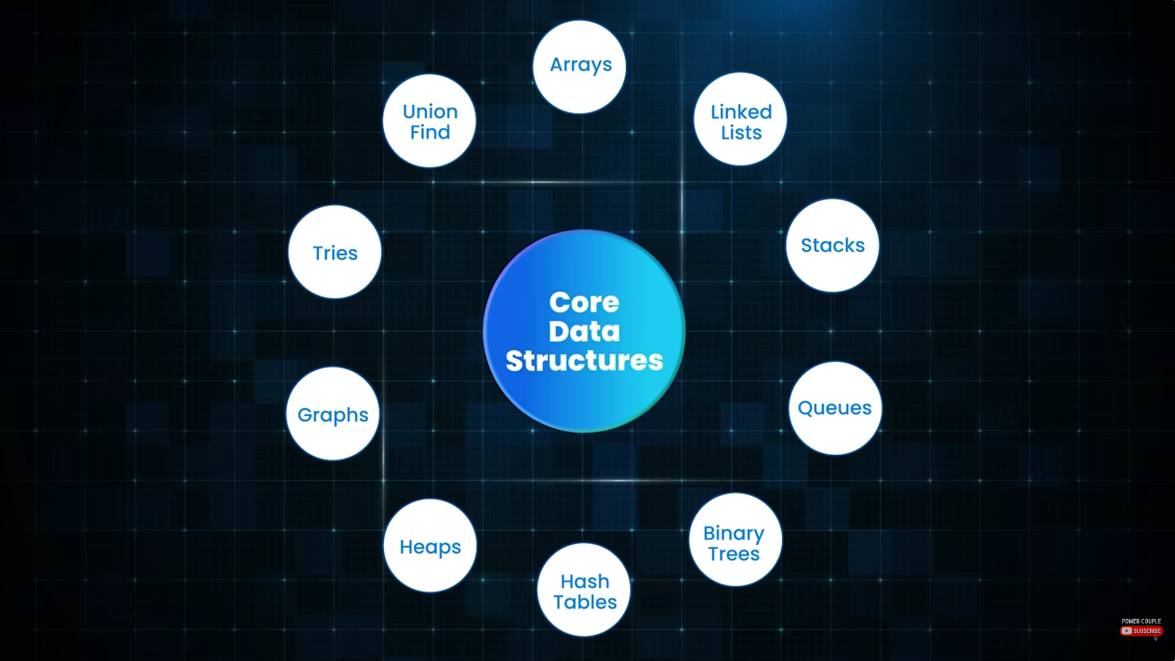 Arrays
Union
Find
Linked
Lists
Tries
Stacks
Core
Data
Structures
Graphs
Queues
Heaps
Binary
Trees
Hash
Tables
POWER COUPLE
SUBSCRIBE